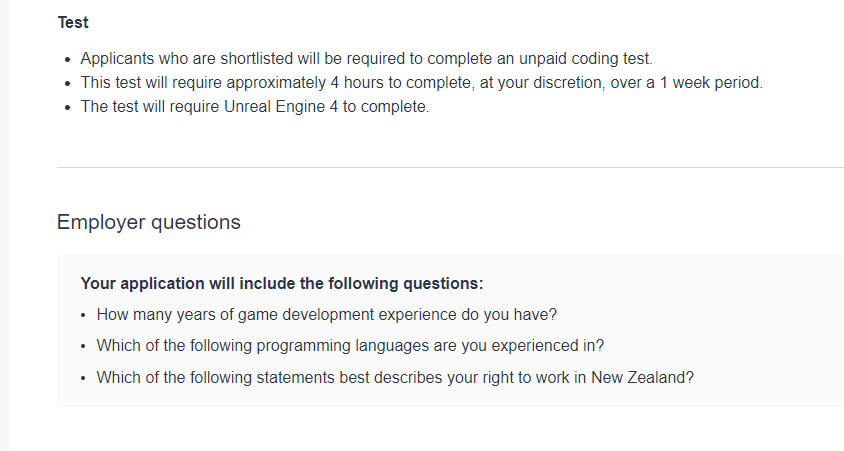 Test
• Applicants who are shortlisted will be required to complete an unpaid coding test.
• This test will require approximately 4 hours to complete, at your discretion, over a 1 week period.
• The test will require Unreal Engine 4 to complete.
Employer questions
Your application will include the following questions:
• How many years of game development experience do you have?
• Which of the following programming languages are you experienced in?
• Which of the following statements best describes your right to work in New Zealand?